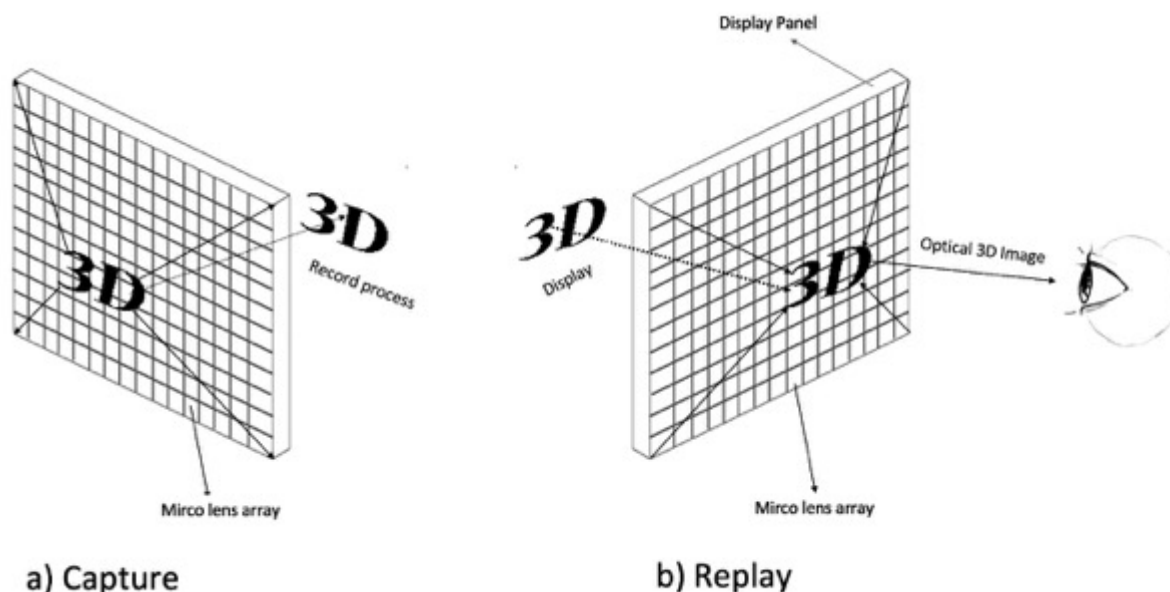 Display Panel
3D
Record process
3D
Mirco lens array
3D
Display
3D
Optical 3D Image
Mirco lens array
a) Capture
b) Replay